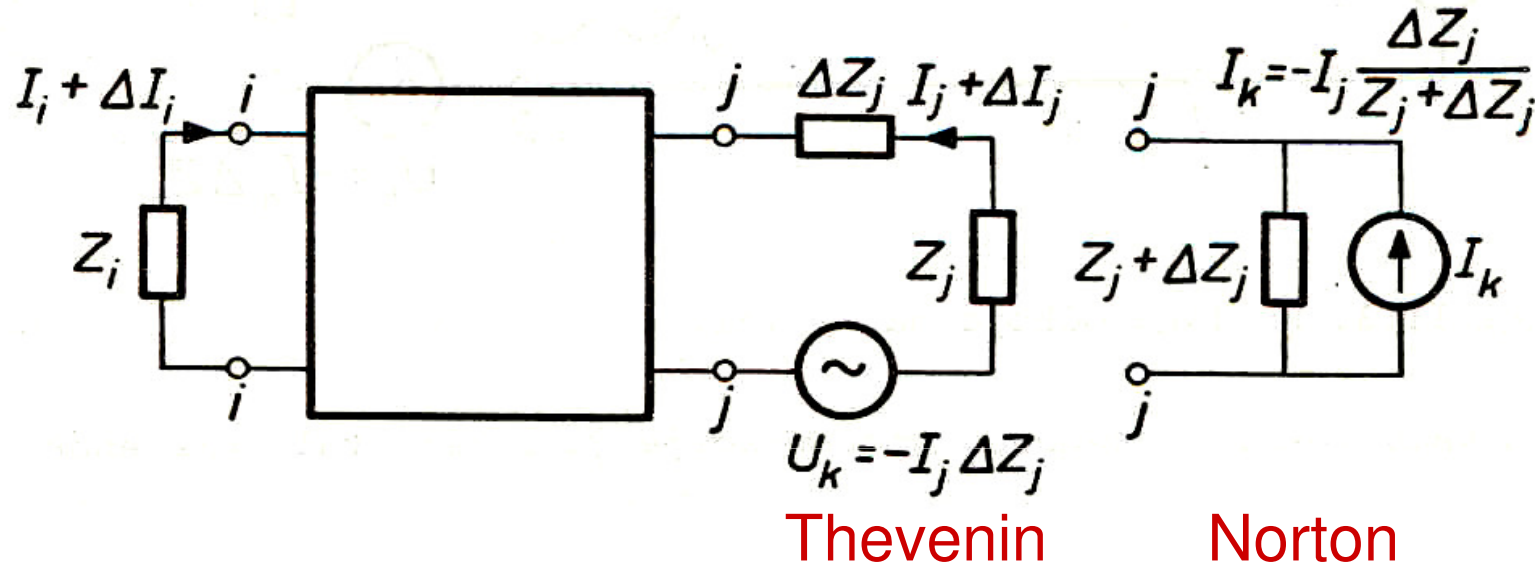 I_i + ΔI_i
i
j
ΔZ_j
I_j + ΔI_j
j
I_k = -I_j ΔZ_j / (Z_j + ΔZ_j)
Z_i
Z_j
Z_j + ΔZ_j
I_k
~
i
j
j
U_k = -I_j ΔZ_j
Thevenin
Norton